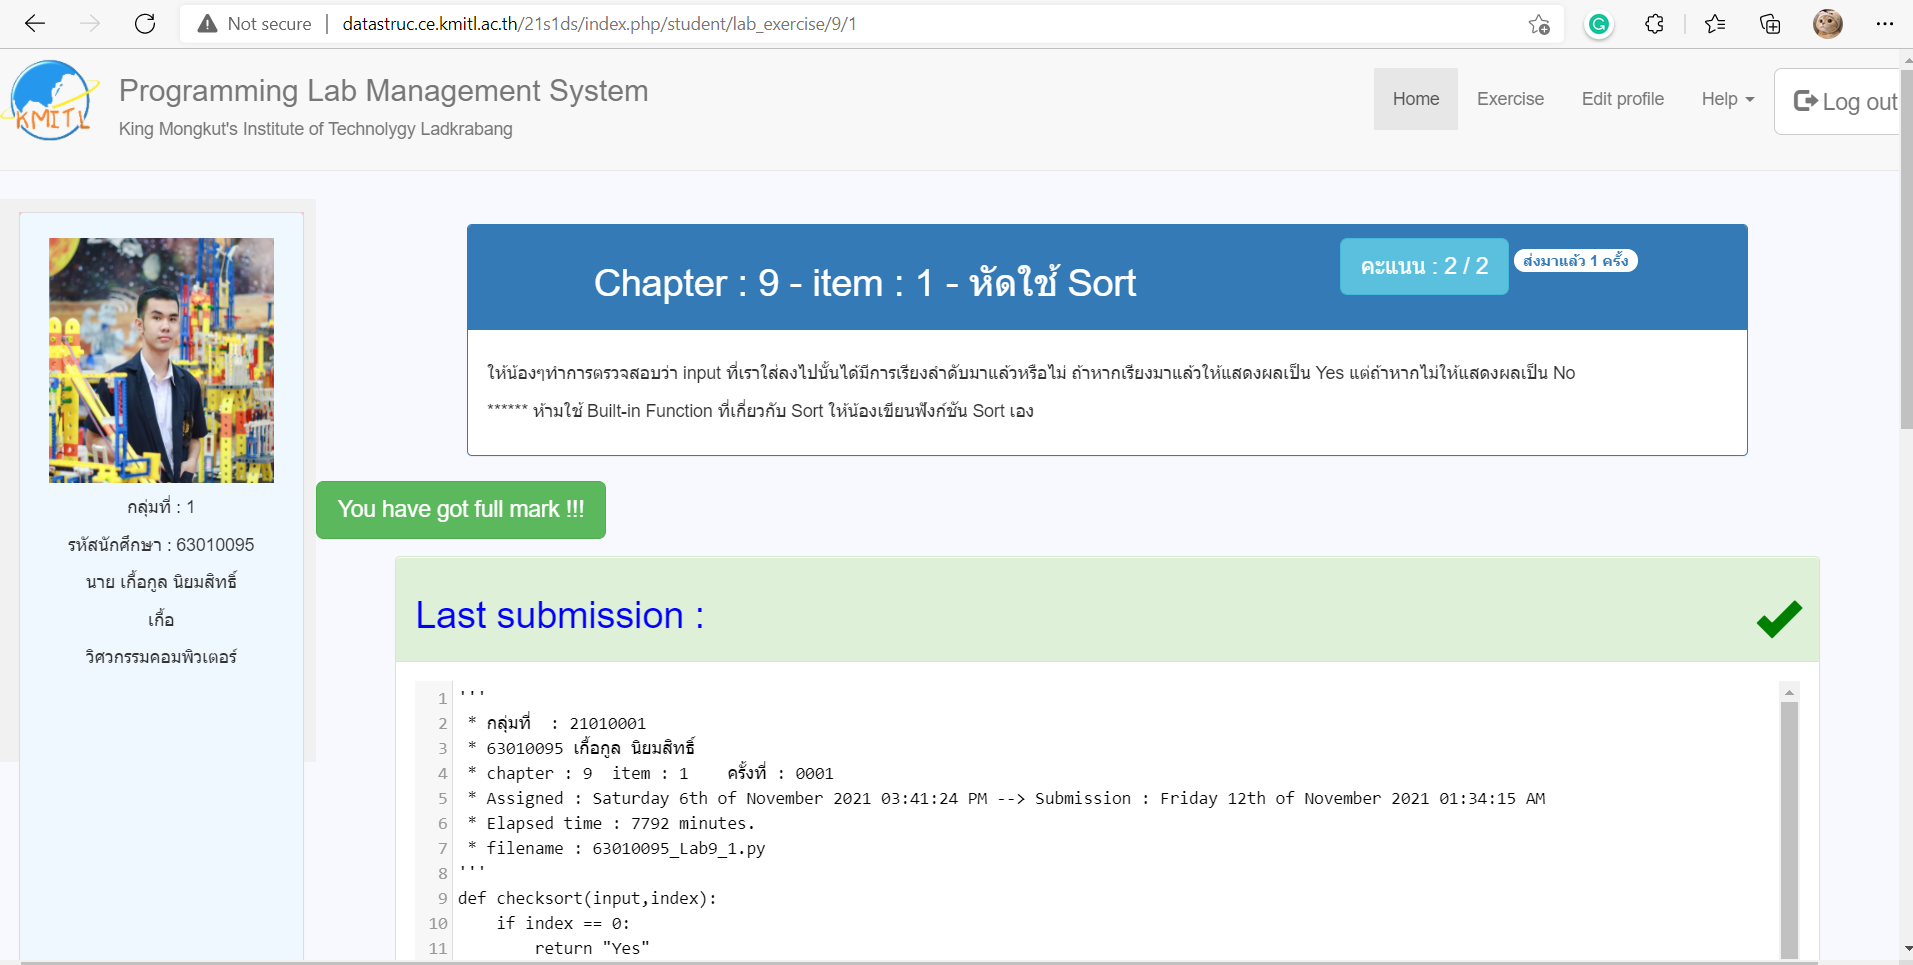 Not secure
datastruc.ce.kmitl.ac.th/21s1ds/index.php/student/lab_exercise/9/1
KMITL
Programming Lab Management System
King Mongkut's Institute of Technolygy Ladkrabang
Home
Exercise
Edit profile
Help
Log out
กลุ่มที่ : 1
รหัสนักศึกษา : 63010095
นาย เกื้อกูล นิยมสิทธิ์
เกื้อ
วิศวกรรมคอมพิวเตอร์
Chapter : 9 - item : 1 - หัดใช้ Sort
คะแนน : 2 / 2
ส่งมาแล้ว 1 ครั้ง
ให้น้องๆทำการตรวจสอบว่า input ที่เราใส่ลงไปนั้นได้มีการเรียงลำดับมาแล้วหรือไม่ ถ้าหากเรียงมาแล้วให้แสดงผลเป็น Yes แต่ถ้าหากไม่ให้แสดงผลเป็น No
****** ห้ามใช้ Built-in Function ที่เกี่ยวกับ Sort ให้น้องเขียนฟังก์ชัน Sort เอง
You have got full mark !!!
Last submission :
1 '''
2 * กลุ่มที่ : 21010001
3 * 63010095 เกื้อกูล นิยมสิทธิ์
4 * chapter : 9 item : 1 ครั้งที่ : 0001
5 * Assigned : Saturday 6th of November 2021 03:41:24 PM --> Submission : Friday 12th of November 2021 01:34:15 AM
6 * Elapsed time : 7792 minutes.
7 * filename : 63010095_Lab9_1.py
8 '''
9 def checksort(input,index):
10 if index == 0:
11 return "Yes"